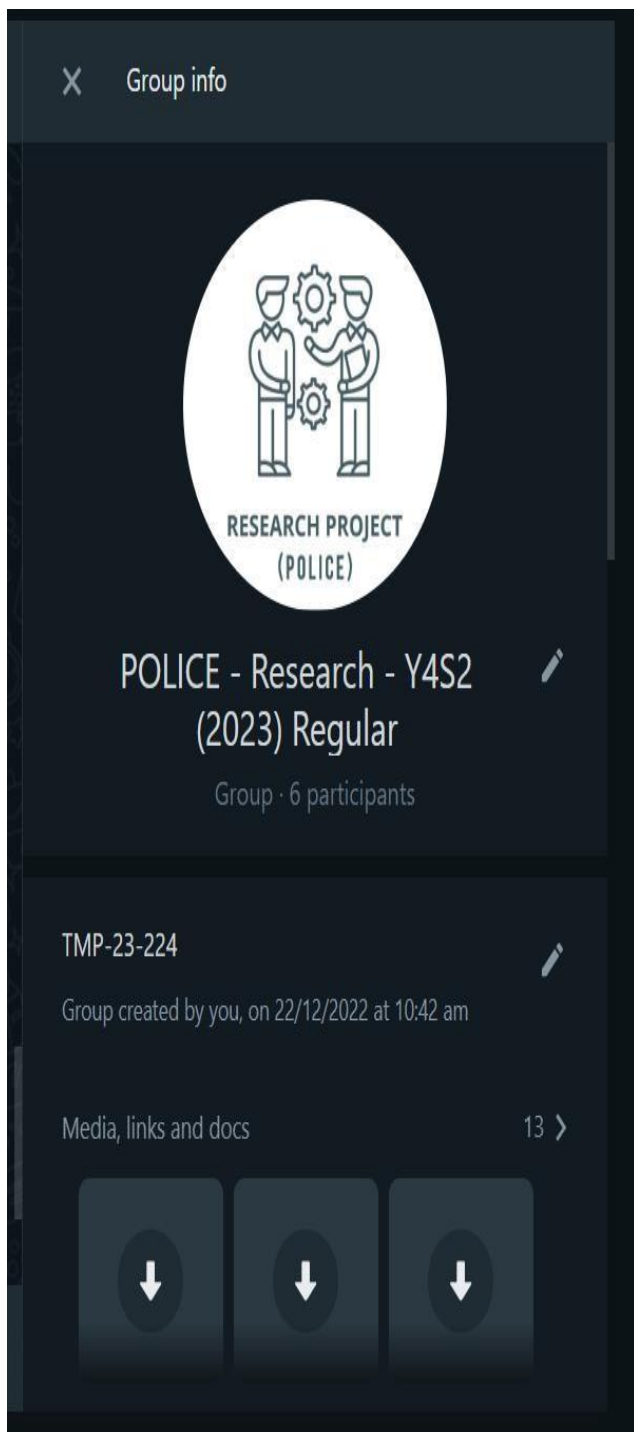 Group info
RESEARCH PROJECT
(POLICE)
POLICE - Research - Y4S2
(2023) Regular
Group · 6 participants
TMP-23-224
Group created by you, on 22/12/2022 at 10:42 am
Media, links and docs 13